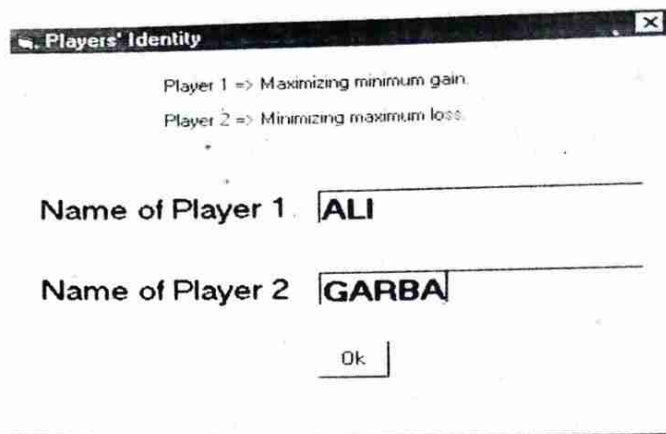 Players' Identity
Player 1 => Maximizing minimum gain.
Player 2 => Minimizing maximum loss.
Name of Player 1 ALI
Name of Player 2 GARBA
Ok